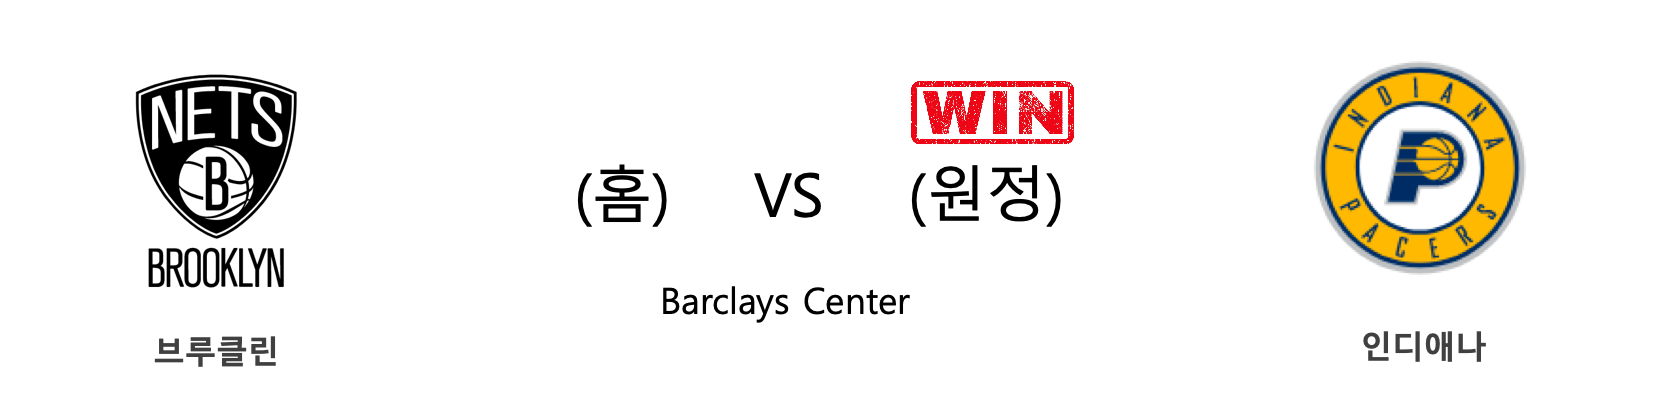 NETS
B
BROOKLYN
브루클린
WIN
(홈) VS (원정)
Barclays Center
INDIANA
P
PACERS
인디애나